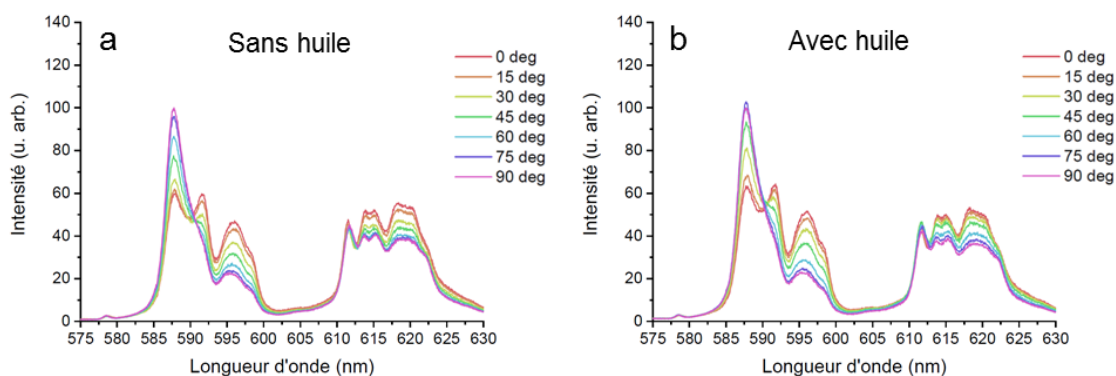 a
Sans huile
140
120
100
80
60
40
20
0
Intensité (u. arb.)
0 deg
15 deg
30 deg
45 deg
60 deg
75 deg
90 deg
575 580 585 590 595 600 605 610 615 620 625 630
Longueur d'onde (nm)
b
Avec huile
140
120
100
80
60
40
20
0
Intensité (u. arb.)
0 deg
15 deg
30 deg
45 deg
60 deg
75 deg
90 deg
575 580 585 590 595 600 605 610 615 620 625 630
Longueur d'onde (nm)